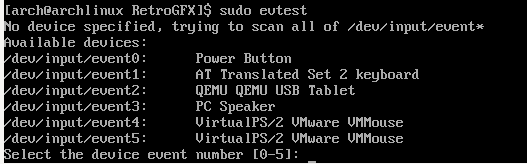 [arch@archlinux RetroGFX]$ sudo evtest
No device specified, trying to scan all of /dev/input/event*
Available devices:
/dev/input/event0:      Power Button
/dev/input/event1:      AT Translated Set 2 keyboard
/dev/input/event2:      QEMU QEMU USB Tablet
/dev/input/event3:      PC Speaker
/dev/input/event4:      VirtualPS/2 VMware VMMouse
/dev/input/event5:      VirtualPS/2 VMware VMMouse
Select the device event number [0-5]: